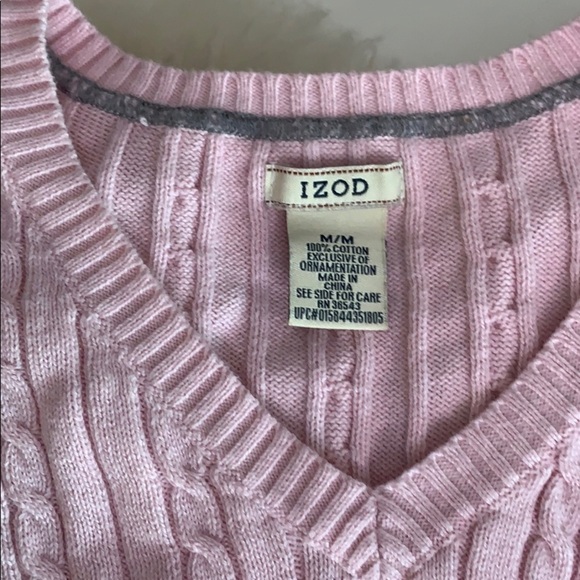 IZOD
M/M
100% COTTON
EXCLUSIVE OF
ORNAMENTATION
MADE IN
CHINA
SEE SIDE FOR CARE
RN 36543
UPC#015844351805